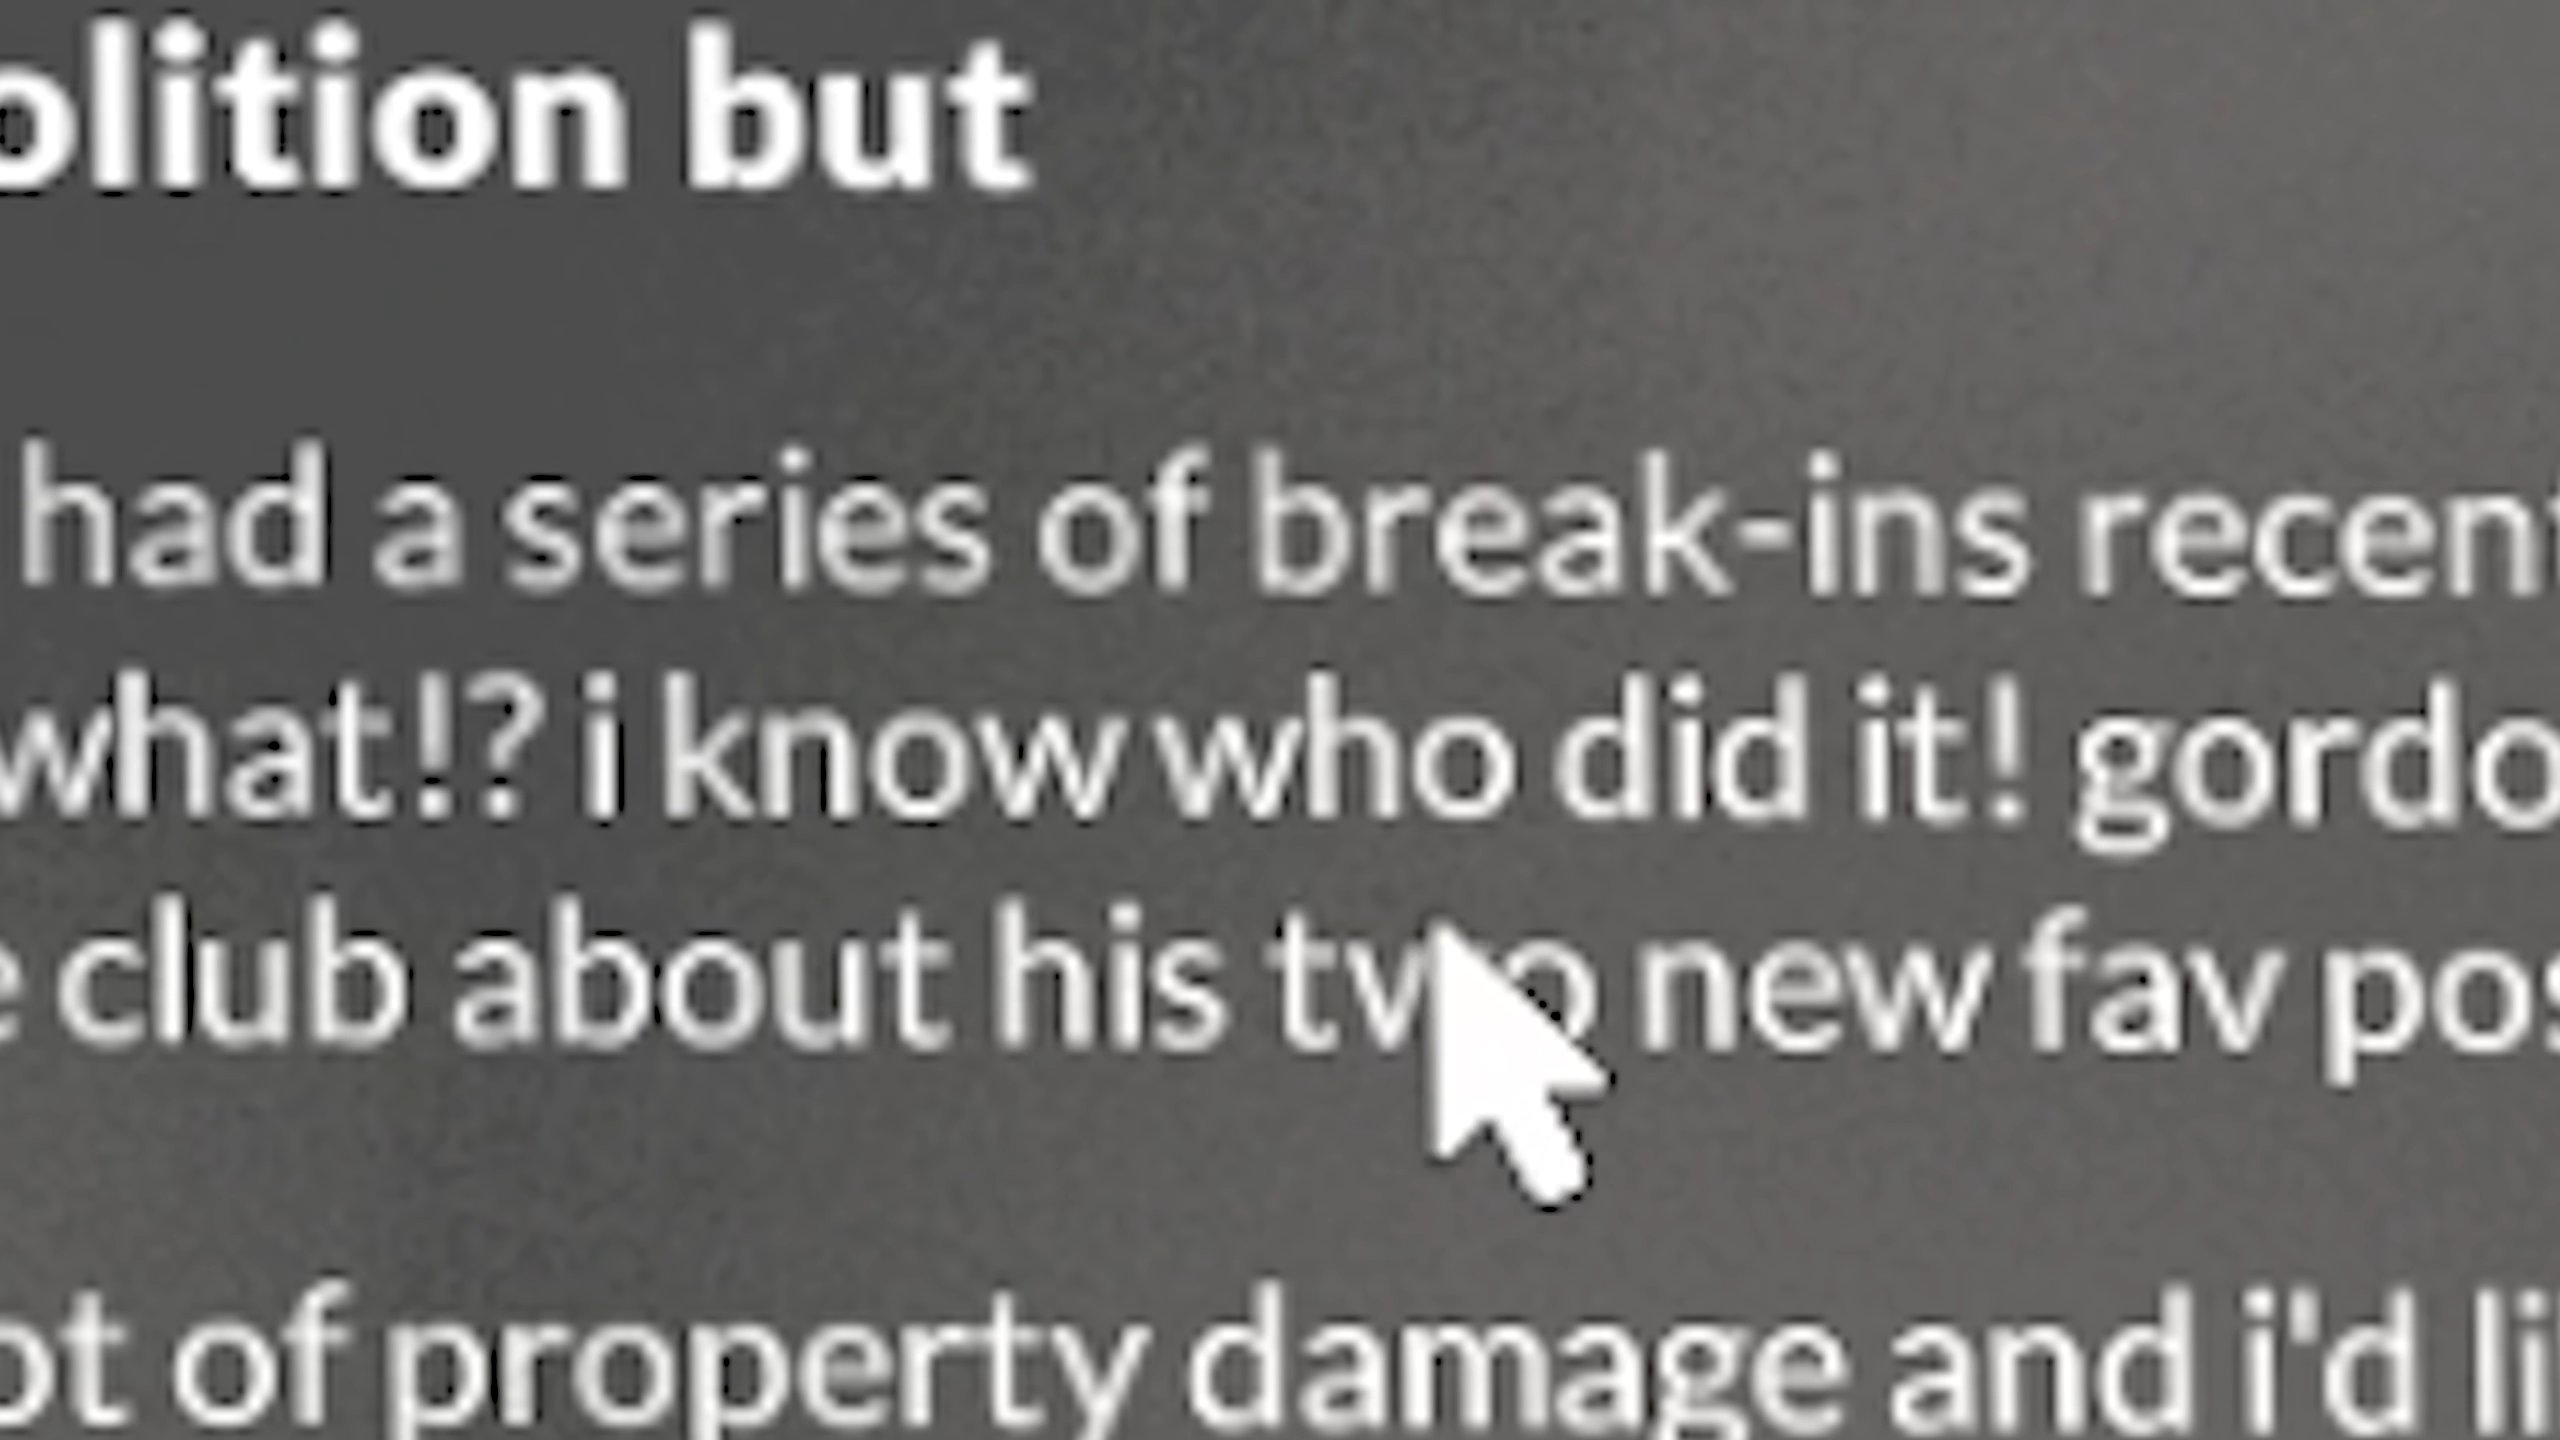 olition but
had a series of break-ins recent
what!? i know who did it! gordo
e club about his two new fav pos
ot of property damage and i'd li